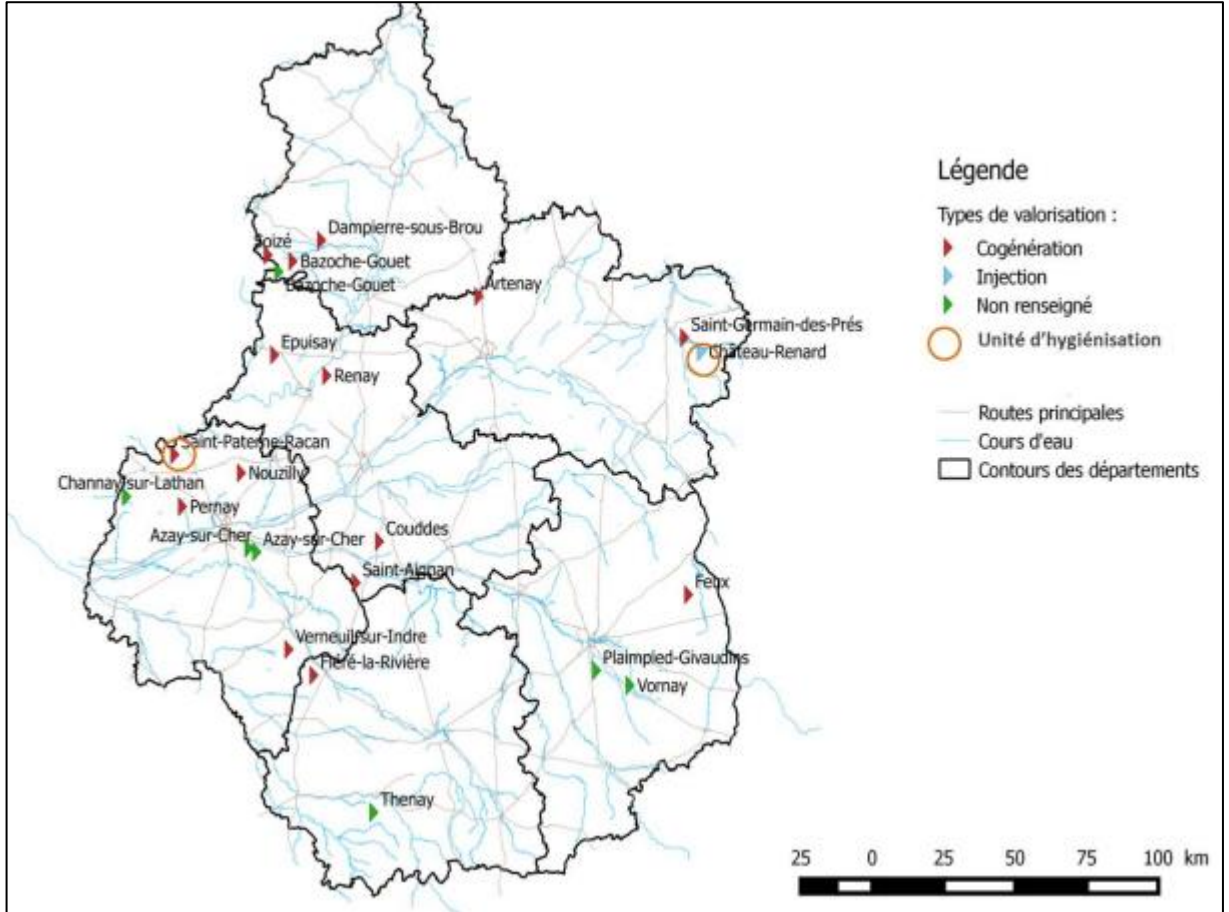 Dampierre-sous-Brou
Soizé
Bazoche-Gouet
Bazoche-Gouet
Artenay
Saint-Germain-des-Prés
Château-Renard
Epuisay
Renay
Saint-Paterne-Racan
Nouzilly
Channay-sur-Lathan
Pernay
Azay-sur-Cher
Azay-sur-Cher
Couddes
Saint-Aignan
Feux
Verneuil-sur-Indre
Fléré-la-Rivière
Plaimpied-Givaudins
Vornay
Thenay
Légende
Types de valorisation :
Cogénération
Injection
Non renseigné
Unité d'hygiénisation
Routes principales
Cours d'eau
Contours des départements
25 0 25 50 75 100 km